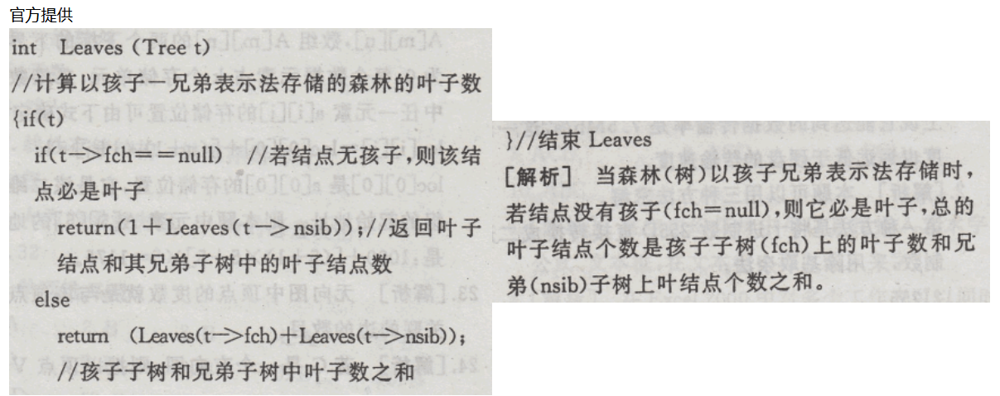 官方提供
int Leaves (Tree t)
//计算以孩子一兄弟表示法存储的森林的叶子数
{if(t)
if(t->fch==null) //若结点无孩子,则该结
点必是叶子
return(1+Leaves(t->nsib));//返回叶子
结点和其兄弟子树中的叶子结点数
else
return (Leaves(t->fch)+Leaves(t->nsib));
//孩子子树和兄弟子树中叶子数之和
}//结束 Leaves
[解析] 当森林(树)以孩子兄弟表示法存储时,
若结点没有孩子(fch=null),则它必是叶子,总的
叶子结点个数是孩子子树(fch)上的叶子数和兄
弟(nsib)子树上叶结点个数之和。